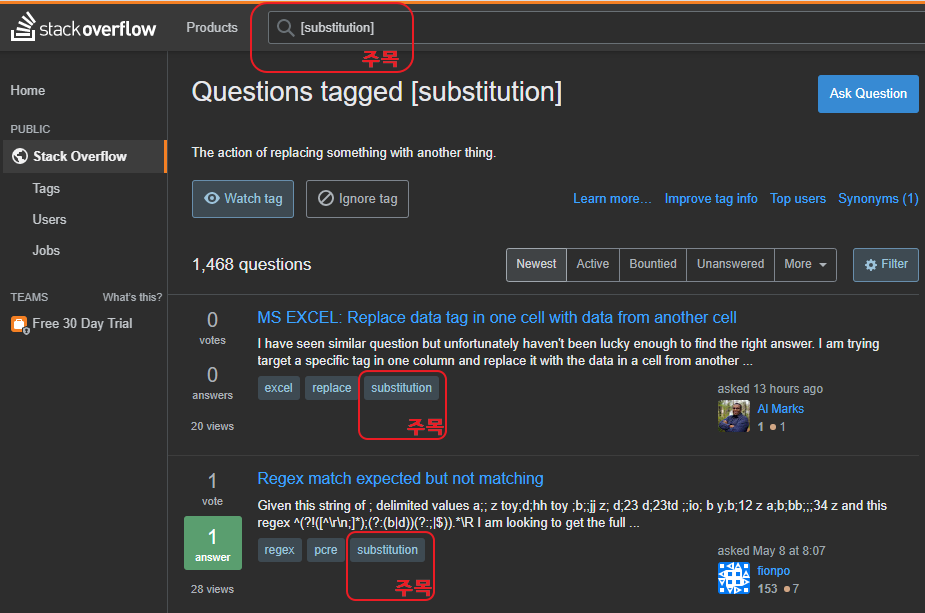 stackoverflow Products [substitution]
주목
Home
PUBLIC
Stack Overflow
Tags
Users
Jobs
TEAMS What's this?
Free 30 Day Trial
Questions tagged [substitution] Ask Question
The action of replacing something with another thing.
Watch tag Ignore tag Learn more… Improve tag info Top users Synonyms (1)
1,468 questions Newest Active Bountied Unanswered More Filter
0
votes
0
answers
20 views
MS EXCEL: Replace data tag in one cell with data from another cell
I have seen similar question but unfortunately haven't been lucky enough to find the right answer. I am trying
target a specific tag in one column and replace it with the data in a cell from another ...
excel replace substitution
주목
asked 13 hours ago
Al Marks
1 1
1
vote
1
answer
28 views
Regex match expected but not matching
Given this string of ; delimited values a;; z toy;d;hh toy ;b;;jj z; d;23 d;23td ;;io; b y;b;12 z a;b;bb;;;34 z and this
regex ^(?!([^\r\n;]*);(?:(b|d))(?:;|$)).*\R I am looking to get the full ...
regex pcre substitution
주목
asked May 8 at 8:07
fionpo
153 7